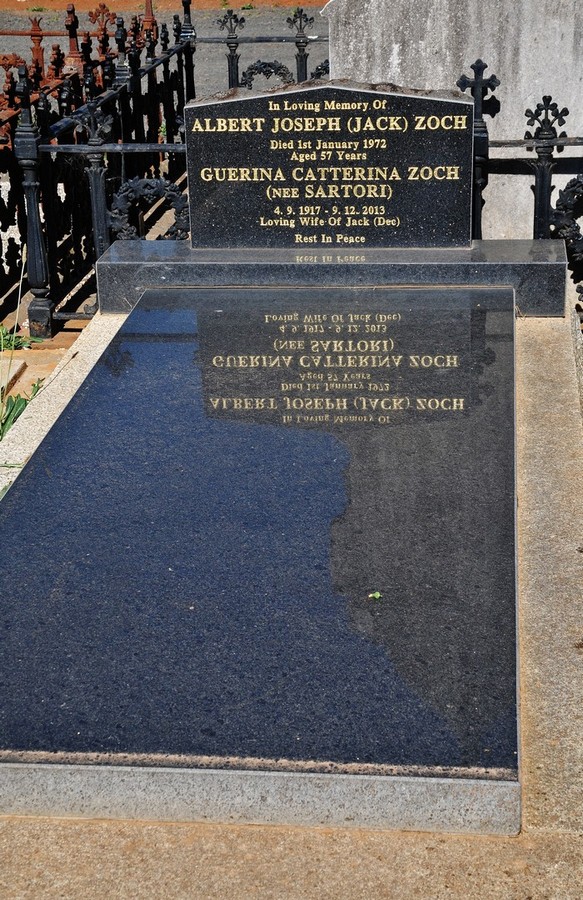 In Loving Memory Of
ALBERT JOSEPH (JACK) ZOCH
Died 1st January 1972
Aged 57 Years
GUERINA CATTERINA ZOCH
(NEE SARTORI)
4. 9. 1917 - 9. 12. 2013
Loving Wife Of Jack (Dec)
Rest In Peace